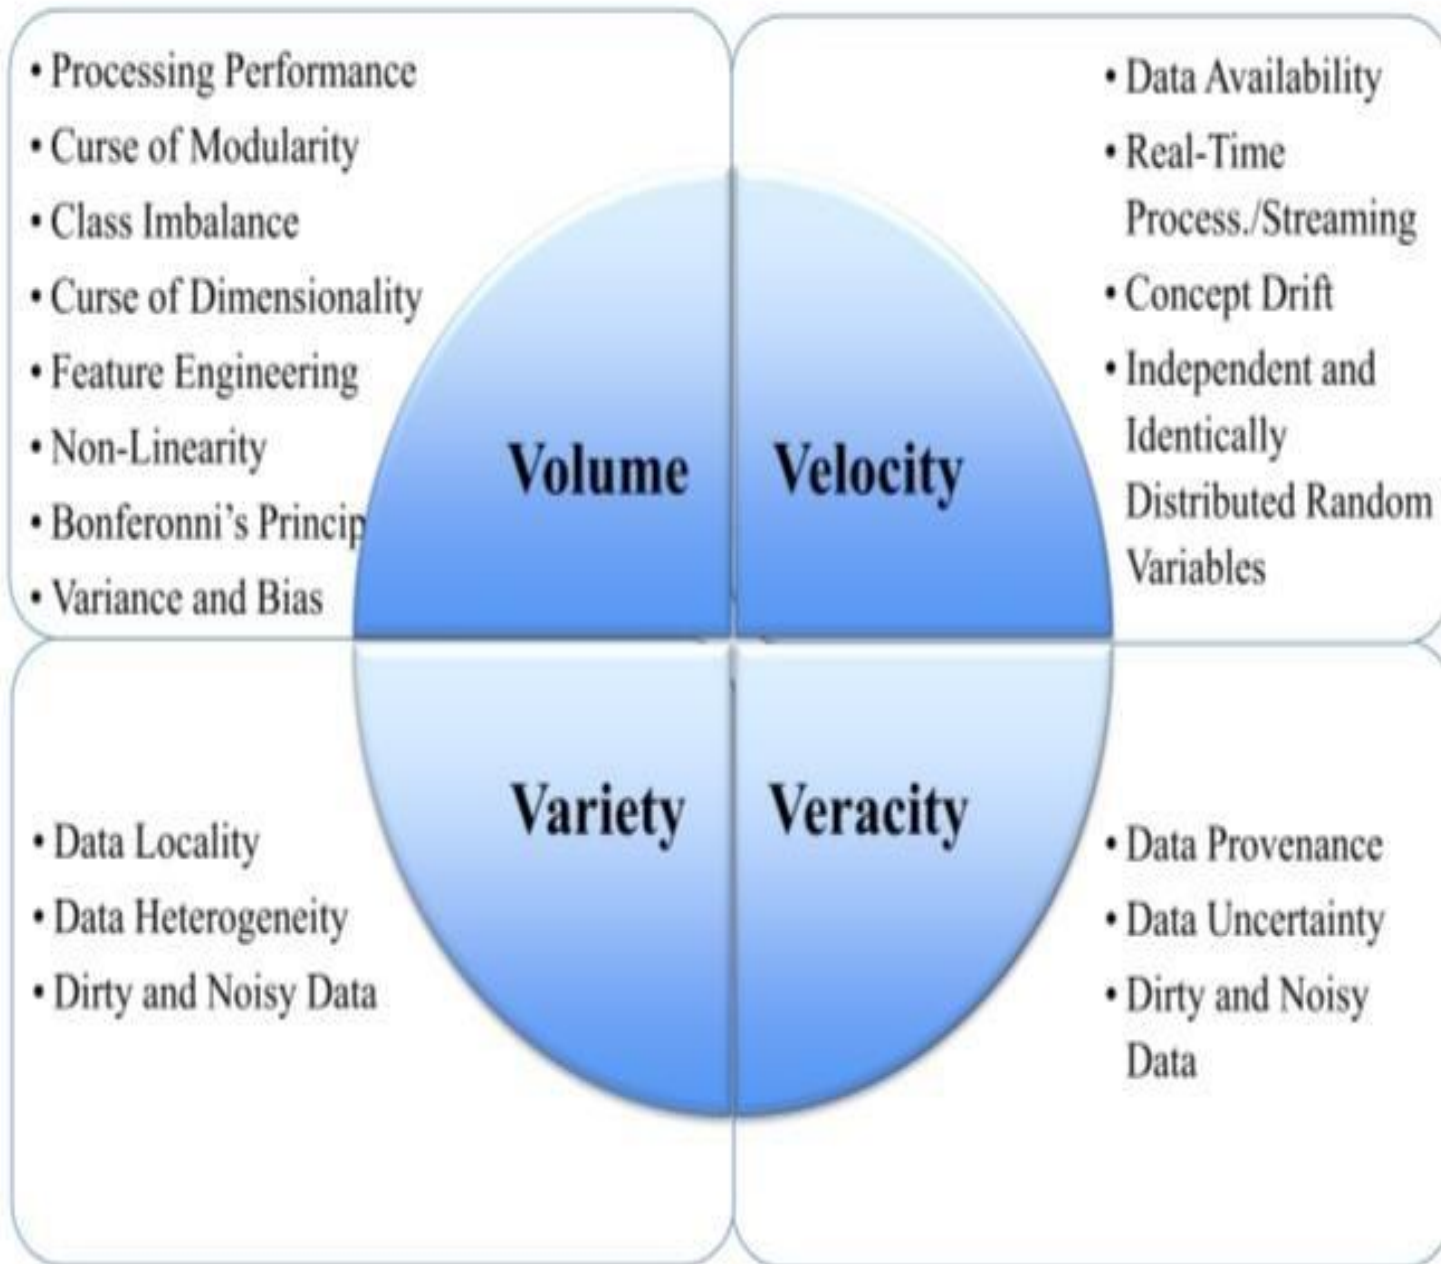 • Processing Performance
• Curse of Modularity
• Class Imbalance
• Curse of Dimensionality
• Feature Engineering
• Non-Linearity
• Bonferonni's Princip
• Variance and Bias
• Data Availability
• Real-Time
Process./Streaming
• Concept Drift
• Independent and
Identically
Distributed Random
Variables
Volume
Velocity
Variety
Veracity
• Data Locality
• Data Heterogeneity
• Dirty and Noisy Data
• Data Provenance
• Data Uncertainty
• Dirty and Noisy
Data